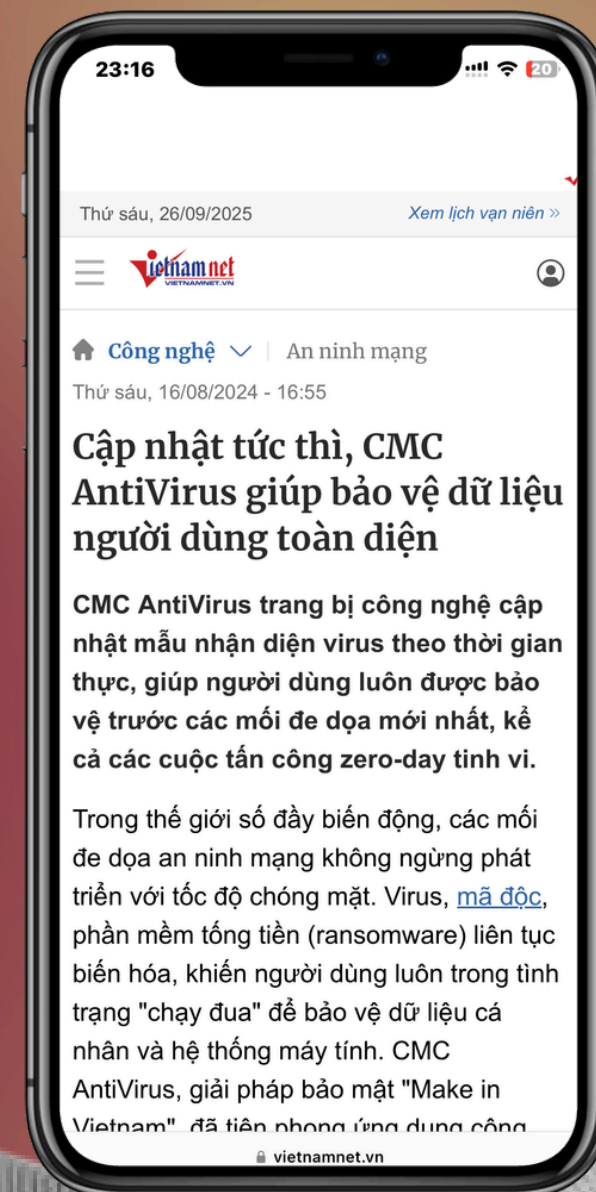 23:16
20
Thứ sáu, 26/09/2025
Xem lịch vạn niên »
Vietnamnet
VIETNAMNET.VN
Công nghệ
An ninh mạng
Thứ sáu, 16/08/2024 - 16:55
Cập nhật tức thì, CMC
AntiVirus giúp bảo vệ dữ liệu
người dùng toàn diện
CMC AntiVirus trang bị công nghệ cập
nhật mẫu nhận diện virus theo thời gian
thực, giúp người dùng luôn được bảo
vệ trước các mối đe dọa mới nhất, kể
cả các cuộc tấn công zero-day tinh vi.
Trong thế giới số đầy biến động, các mối
đe dọa an ninh mạng không ngừng phát
triển với tốc độ chóng mặt. Virus, mã độc,
phần mềm tống tiền (ransomware) liên tục
biến hóa, khiến người dùng luôn trong tình
trạng "chạy đua" để bảo vệ dữ liệu cá
nhân và hệ thống máy tính. CMC
AntiVirus, giải pháp bảo mật "Make in
Vietnam", đã tiên phong ứng dụng công
vietnamnet.vn